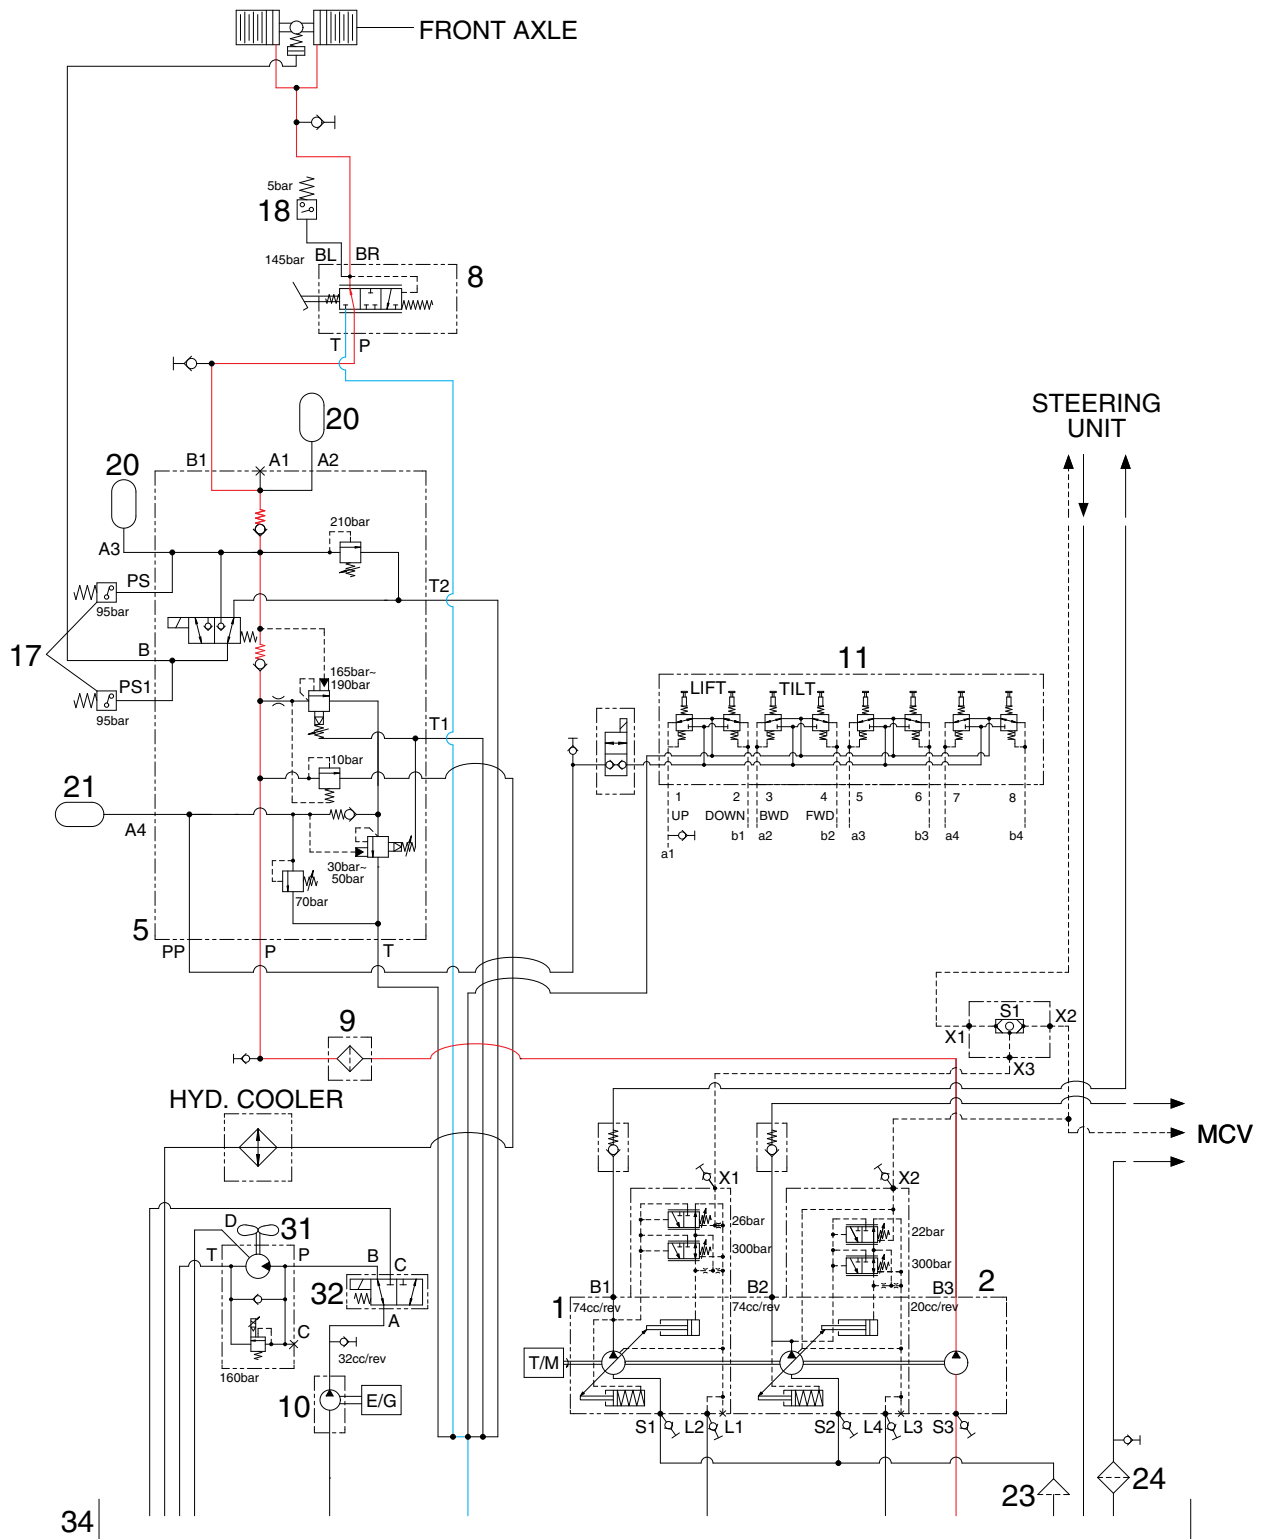 FRONT AXLE
5bar
18
BL BR
145bar
8
T P
20
20
B1 A1 A2
STEERING
UNIT
210bar
A3
PS
95bar
T2
17
B
PS1
95bar
165bar~
190bar
T1
11
LIFT TILT
10bar
21
A4
1 2 3 4 5 6 7 8
UP DOWN BWD FWD
a1 b1 a2 b2 a3 b3 a4 b4
30bar~
50bar
70bar
5
PP P T
9
S1
X1 X2
X3
HYD. COOLER
MCV
X1 X2
D 31
T P
26bar
22bar
300bar
300bar
B C
32
A
C
B1 B2 B3 2
1 74cc/rev 74cc/rev 20cc/rev
32cc/rev
160bar
T/M
10 E/G
S1 L2 L1 S2 L4 L3 S3
23 24
34